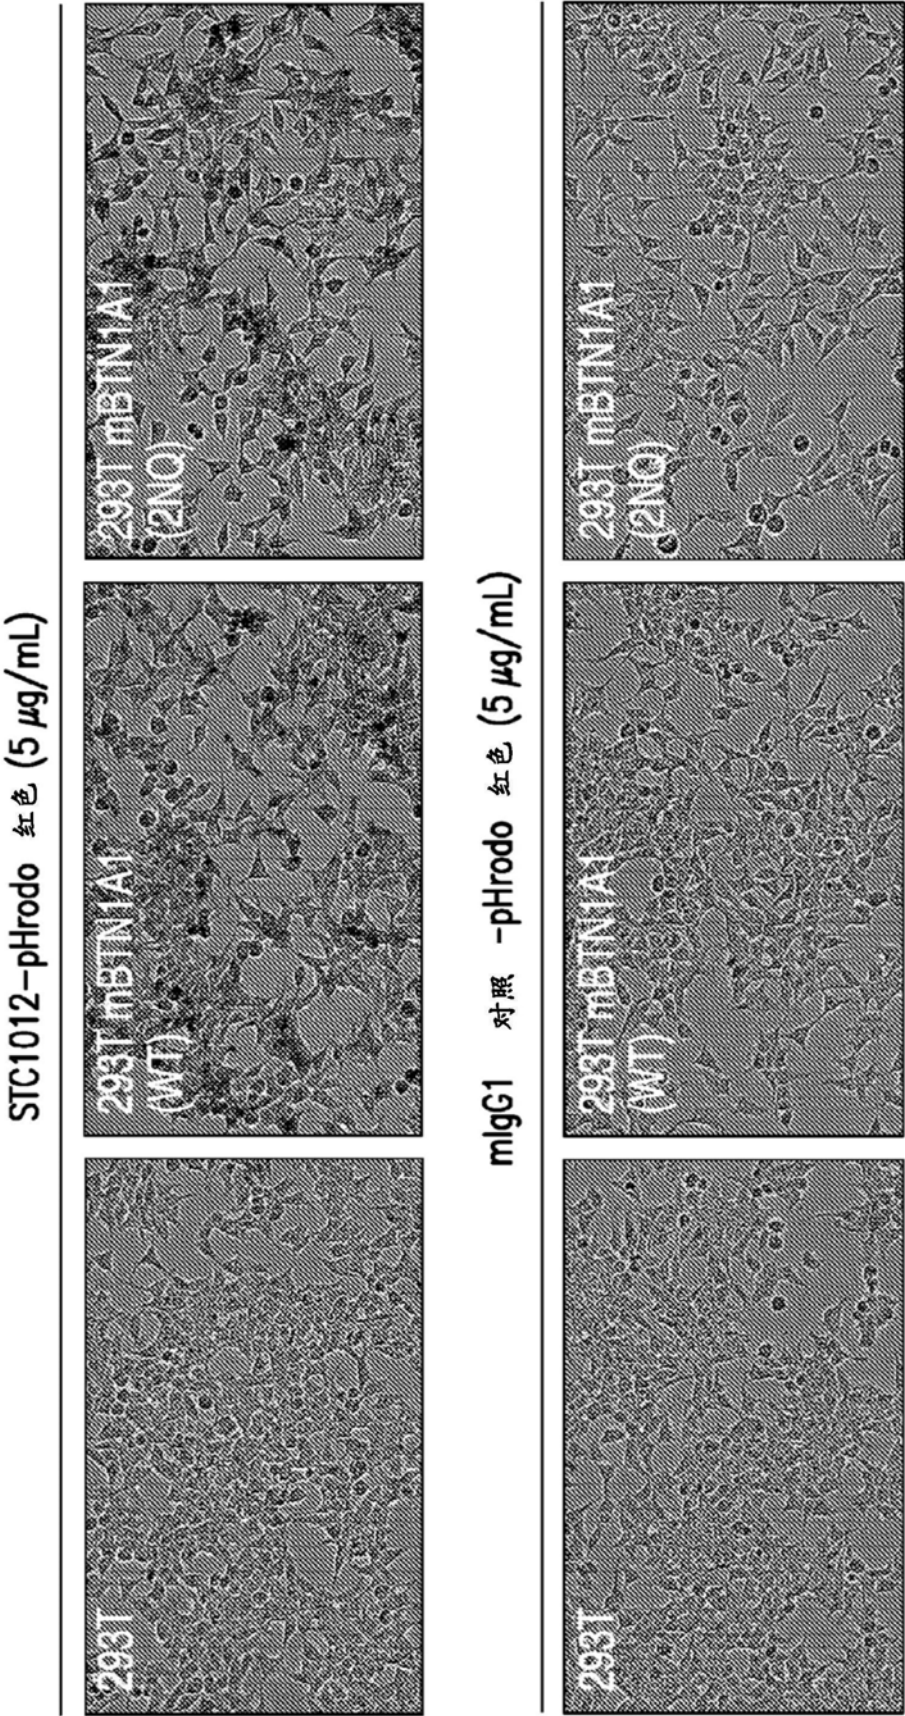 STC1012-pHrodo 红色 (5 μg/mL)
293T
293T mBTN1A1
(WT)
293T mBTN1A1
(2NQ)
mIgG1 对照 -pHrodo 红色 (5 μg/mL)
293T
293T mBTN1A1
(WT)
293T mBTN1A1
(2NQ)